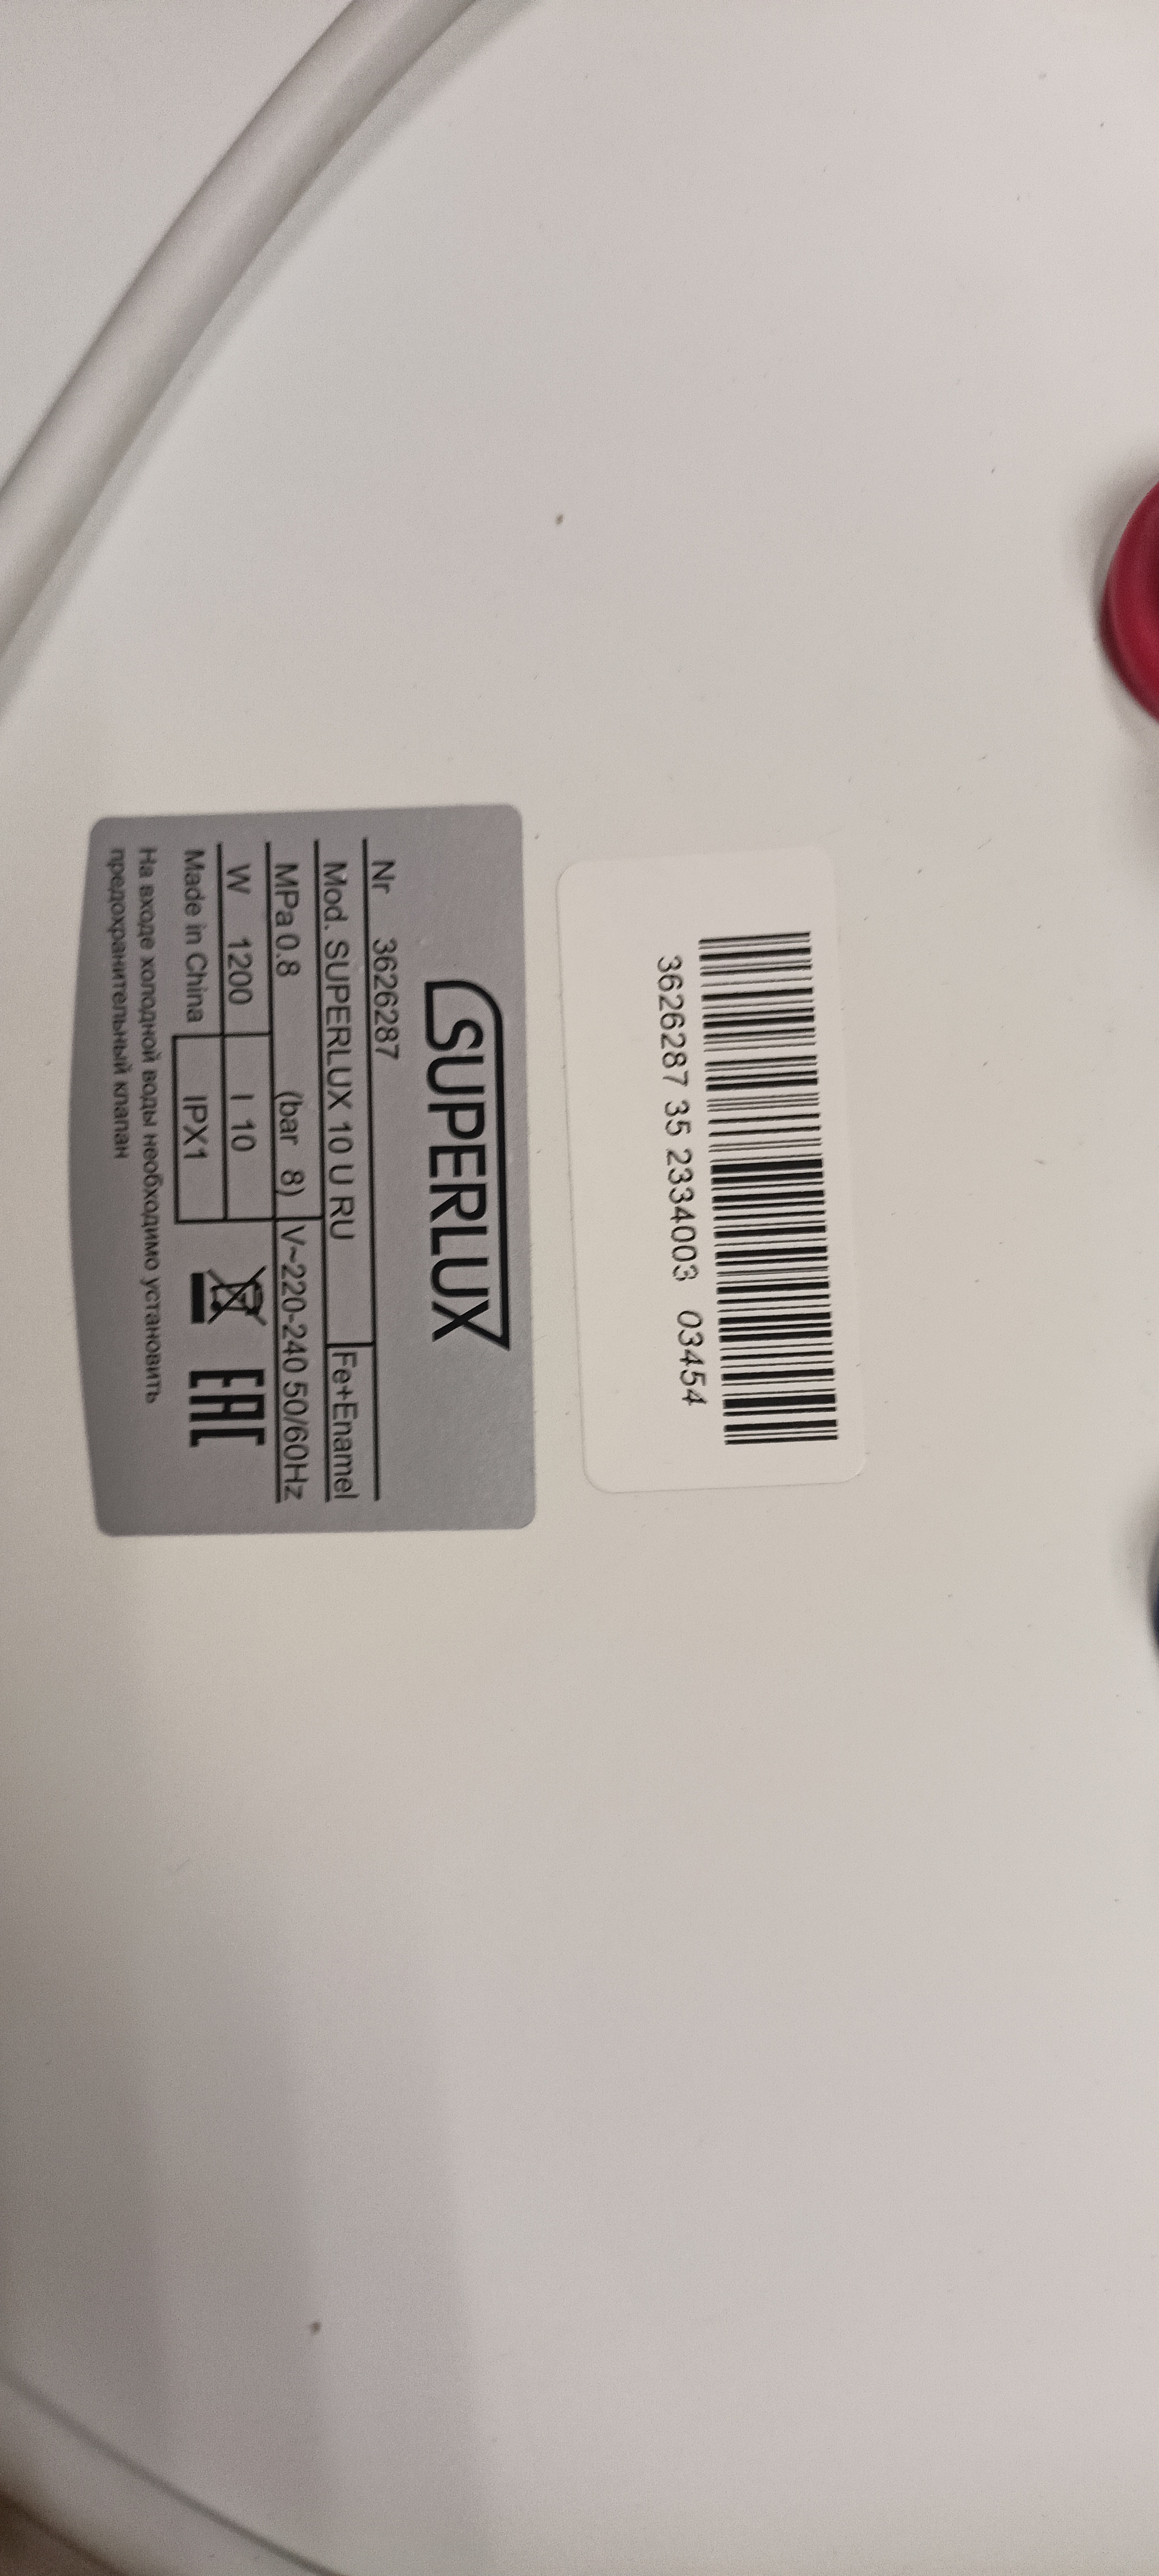 3626287 35 2334003 03454
SUPERLUX
Nr 3626287
Mod. SUPERLUX 10 U RU Fe+Enamel
MPa 0.8 (bar 8) V~220-240 50/60Hz
W 1200 l 10
Made in China IPX1 EAC
На входе холодной воды необходимо установить
предохранительный клапан